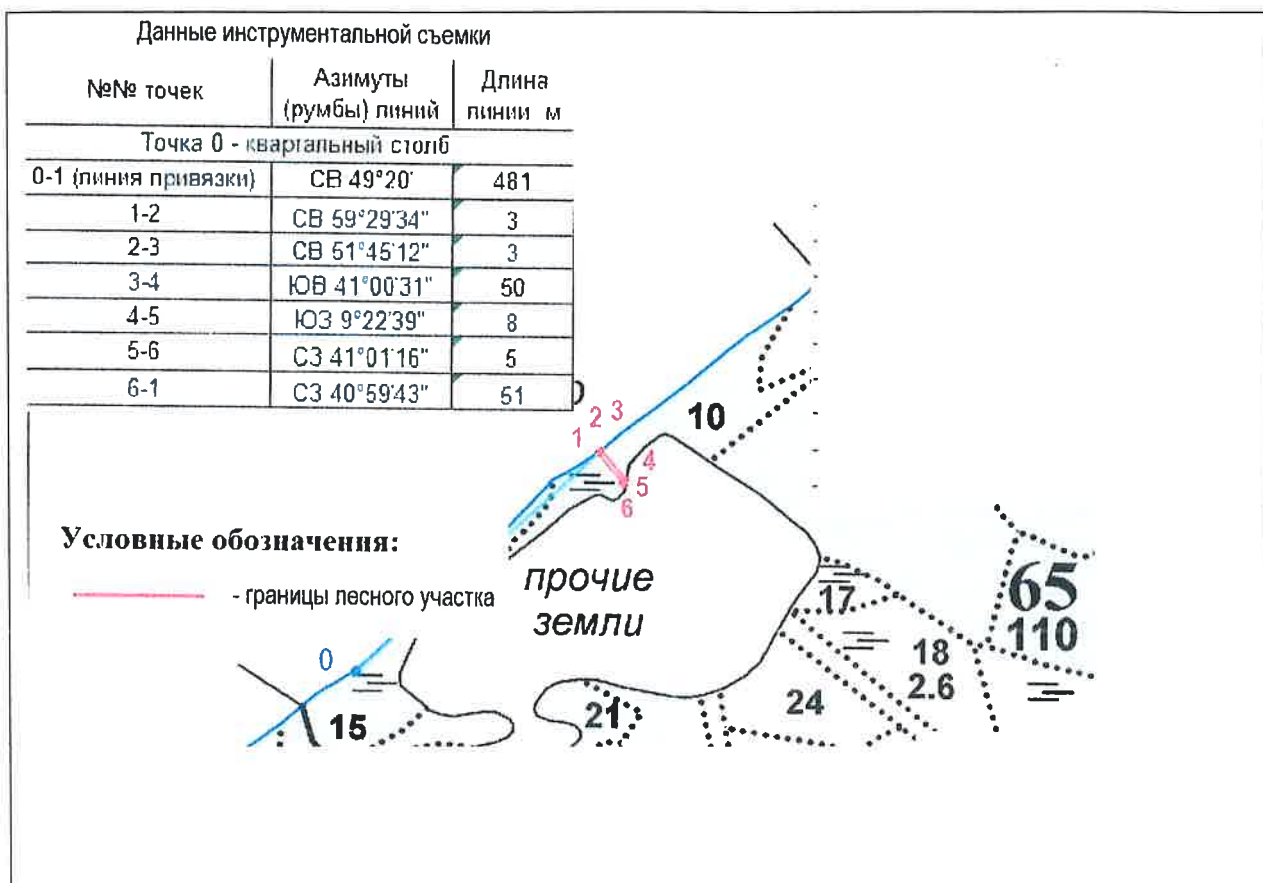 Данные инструментальной съемки
№№ точек Азимуты (румбы) линий Длина линии м
Точка 0 - квартальный столб
0-1 (линия привязки) СВ 49°20' 481
1-2 СВ 59°29'34" 3
2-3 СВ 51°45'12" 3
3-4 ЮВ 41°00'31" 50
4-5 ЮЗ 9°22'39" 8
5-6 СЗ 41°01'16" 5
6-1 СЗ 40°59'43" 51
1 2 3
10
4
5
6
Условные обозначения:
- границы лесного участка
прочие
земли
17
65
110
18
2.6
0
15
21
24